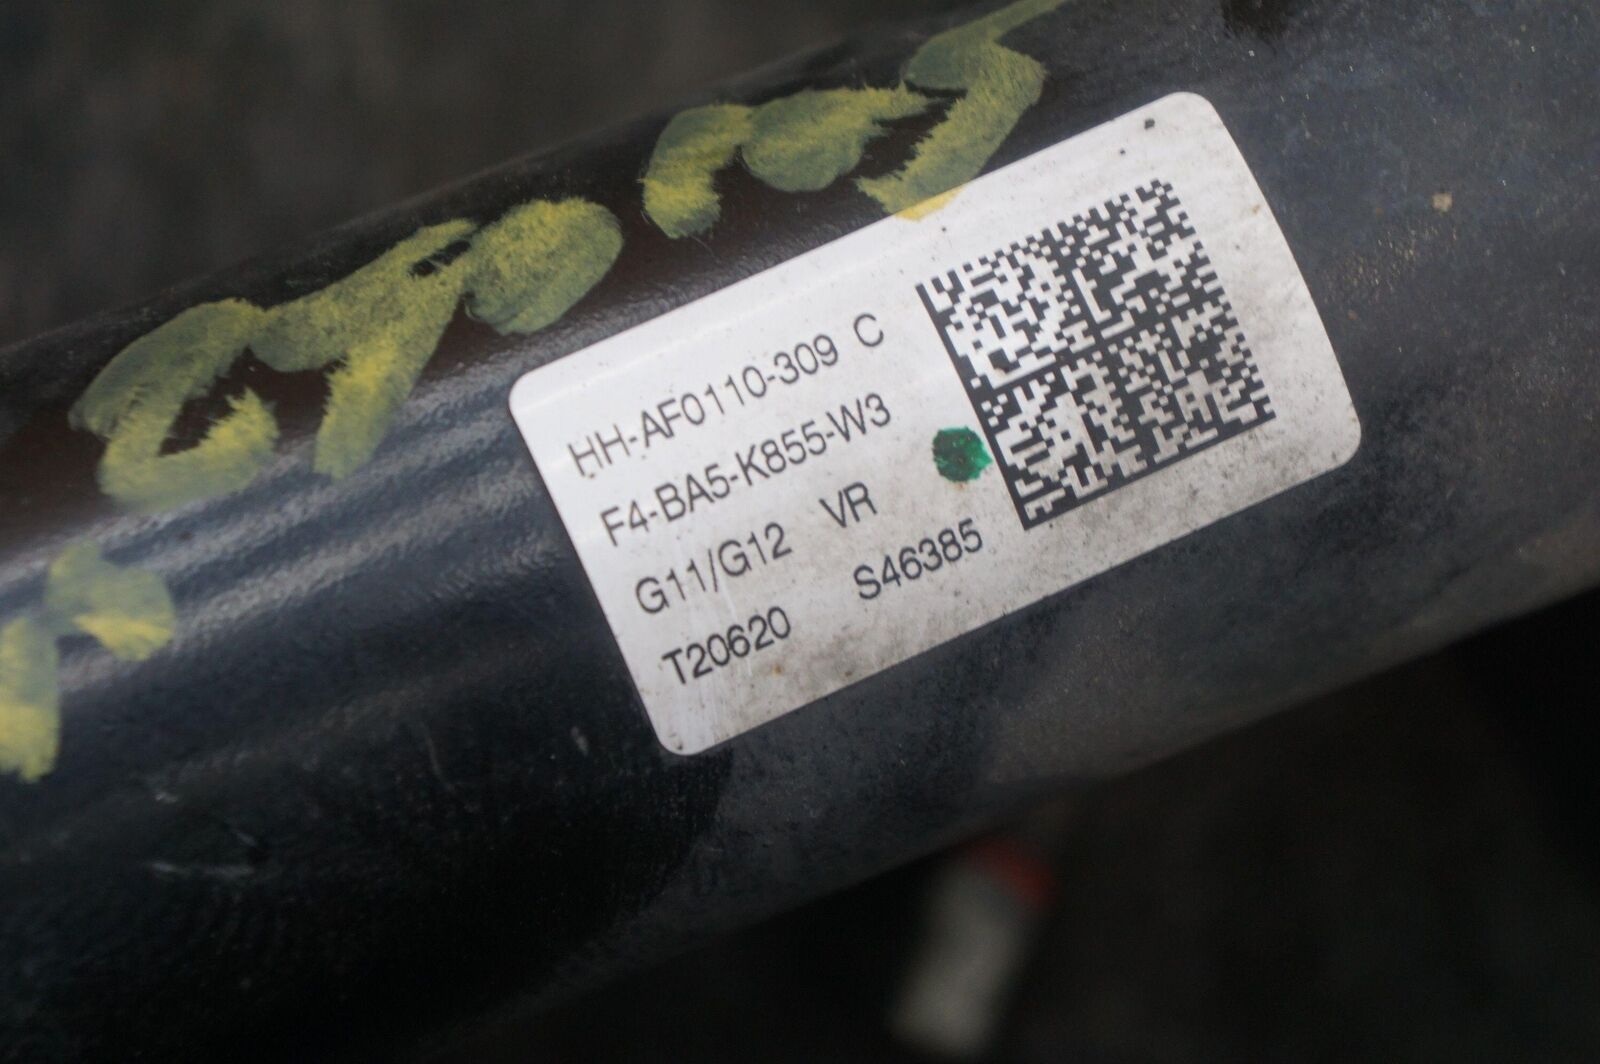 HH-AF0110-309 C
F4-BA5-K855-W3
G11/G12 VR
T20620 S46385